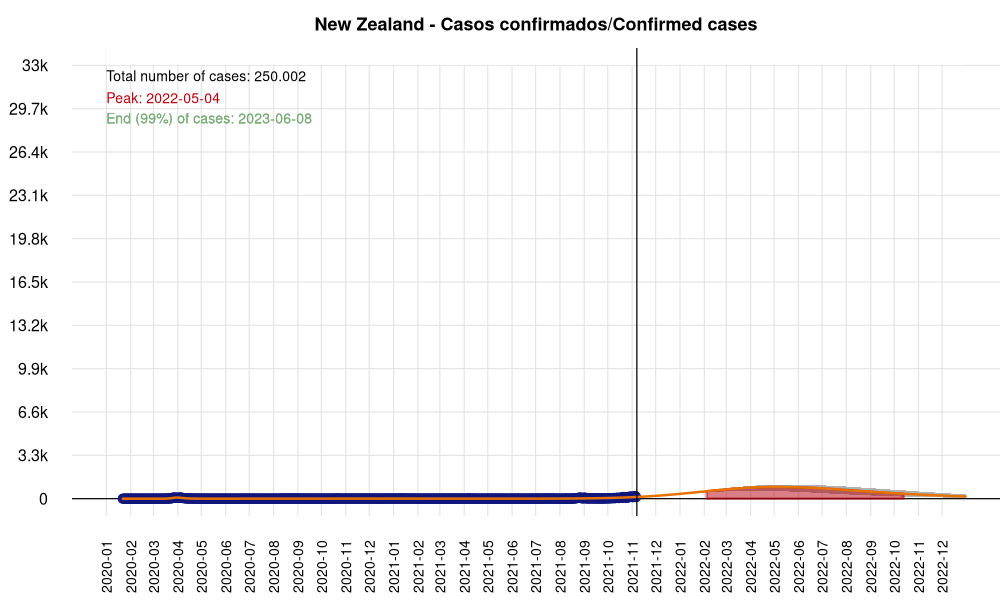 New Zealand - Casos confirmados/Confirmed cases
Total number of cases: 250.002
Peak: 2022-05-04
End (99%) of cases: 2023-06-08
33k
29.7k
26.4k
23.1k
19.8k
16.5k
13.2k
9.9k
6.6k
3.3k
0
2020-01
2020-02
2020-03
2020-04
2020-05
2020-06
2020-07
2020-08
2020-09
2020-10
2020-11
2020-12
2021-01
2021-02
2021-03
2021-04
2021-05
2021-06
2021-07
2021-08
2021-09
2021-10
2021-11
2021-12
2022-01
2022-02
2022-03
2022-04
2022-05
2022-06
2022-07
2022-08
2022-09
2022-10
2022-11
2022-12